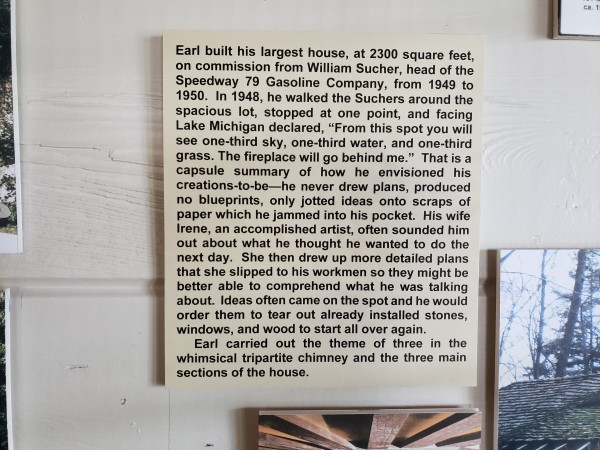 Earl built his largest house, at 2300 square feet,
on commission from William Sucher, head of the
Speedway 79 Gasoline Company, from 1949 to
1950. In 1948, he walked the Suchers around the
spacious lot, stopped at one point, and facing
Lake Michigan declared, “From this spot you will
see one-third sky, one-third water, and one-third
grass. The fireplace will go behind me.” That is a
capsule summary of how he envisioned his
creations-to-be—he never drew plans, produced
no blueprints, only jotted ideas onto scraps of
paper which he jammed into his pocket. His wife
Irene, an accomplished artist, often sounded him
out about what he thought he wanted to do the
next day. She then drew up more detailed plans
that she slipped to his workmen so they might be
better able to comprehend what he was talking
about. Ideas often came on the spot and he would
order them to tear out already installed stones,
windows, and wood to start all over again.
Earl carried out the theme of three in the
whimsical tripartite chimney and the three main
sections of the house.
ca.